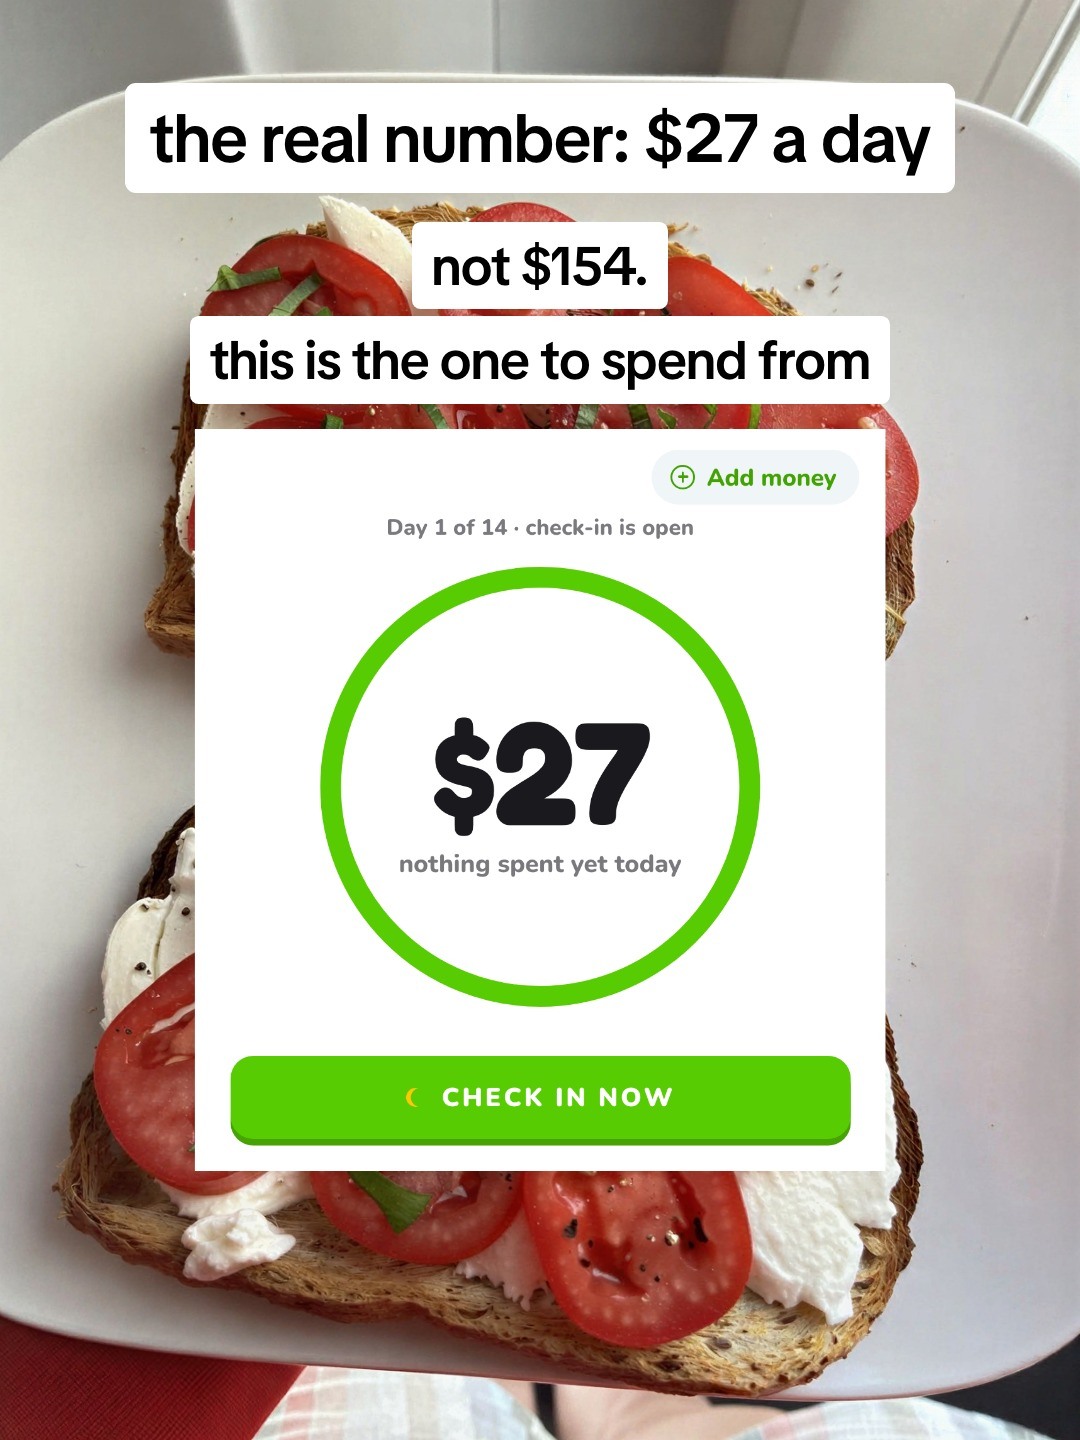 the real number: $27 a day
not $154.
this is the one to spend from
Add money
Day 1 of 14 · check-in is open
$27
nothing spent yet today
CHECK IN NOW